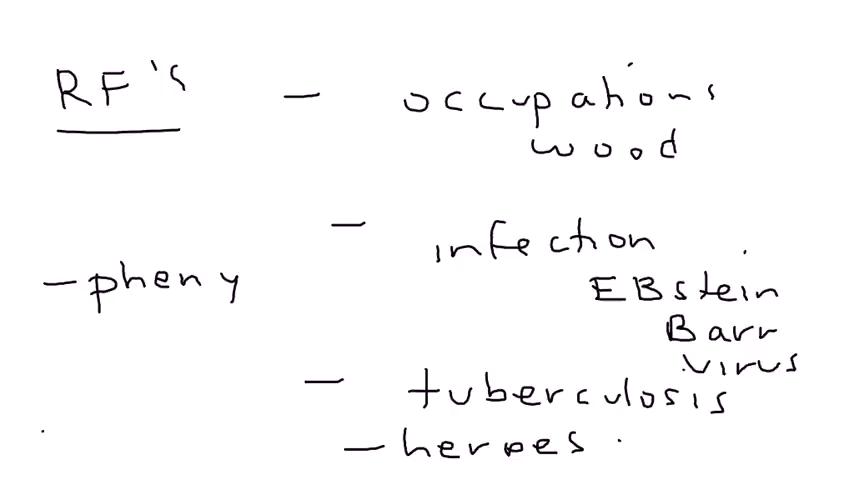 RF's - occupations
wood
- infection
- pheny
EBstein
Barr
virus
- tuberculosis
- herpes